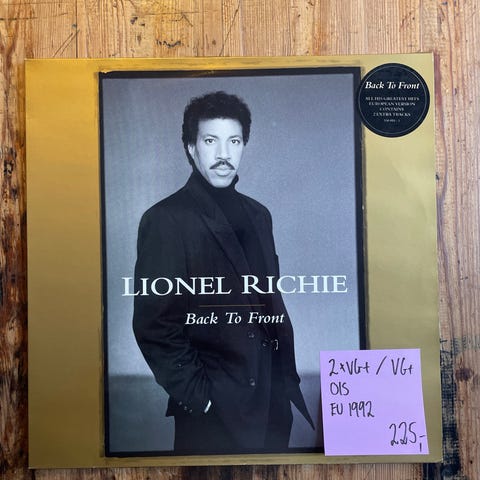 Back To Front
ALL HIS GREATEST HITS
EUROPEAN VERSION
CONTAINS
2 EXTRA TRACKS
LIONEL RICHIE
Back To Front
2xVG+ / VG+
OIS
EU 1992
225,-